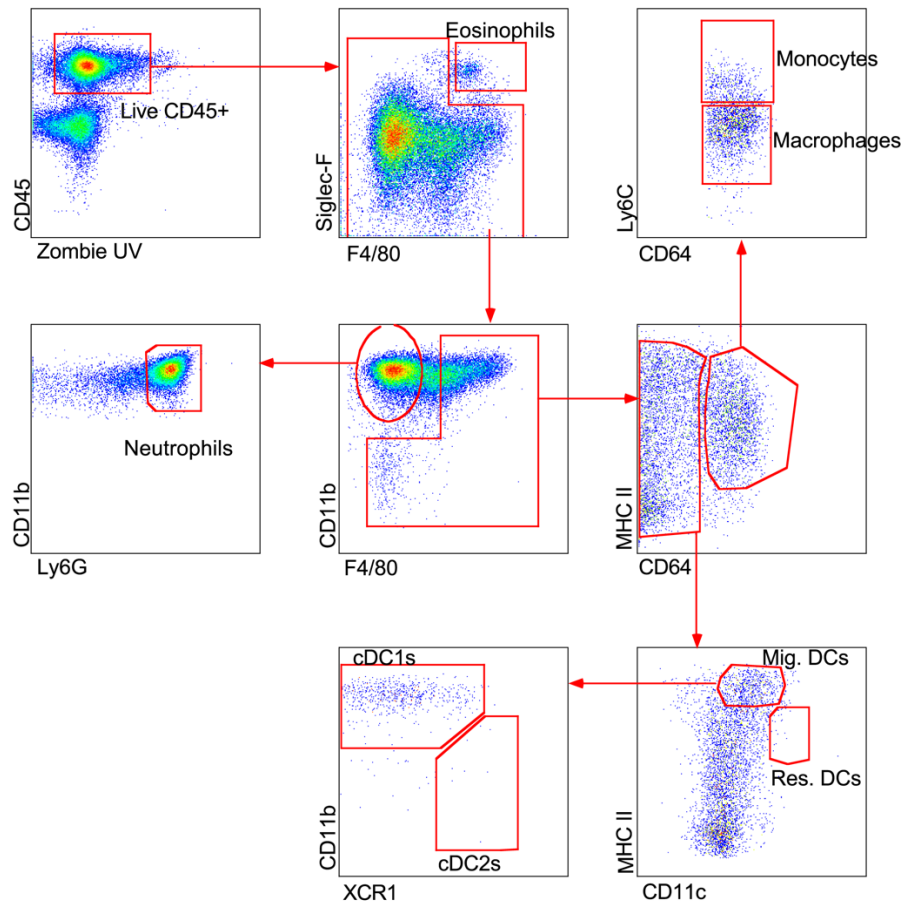 Eosinophils
Live CD45+
CD45
Zombie UV
Siglec-F
F4/80
Monocytes
Macrophages
Ly6C
CD64
Neutrophils
CD11b
Ly6G
CD11b
F4/80
MHC II
CD64
cDC1s
cDC2s
CD11b
XCR1
Mig. DCs
Res. DCs
MHC II
CD11c